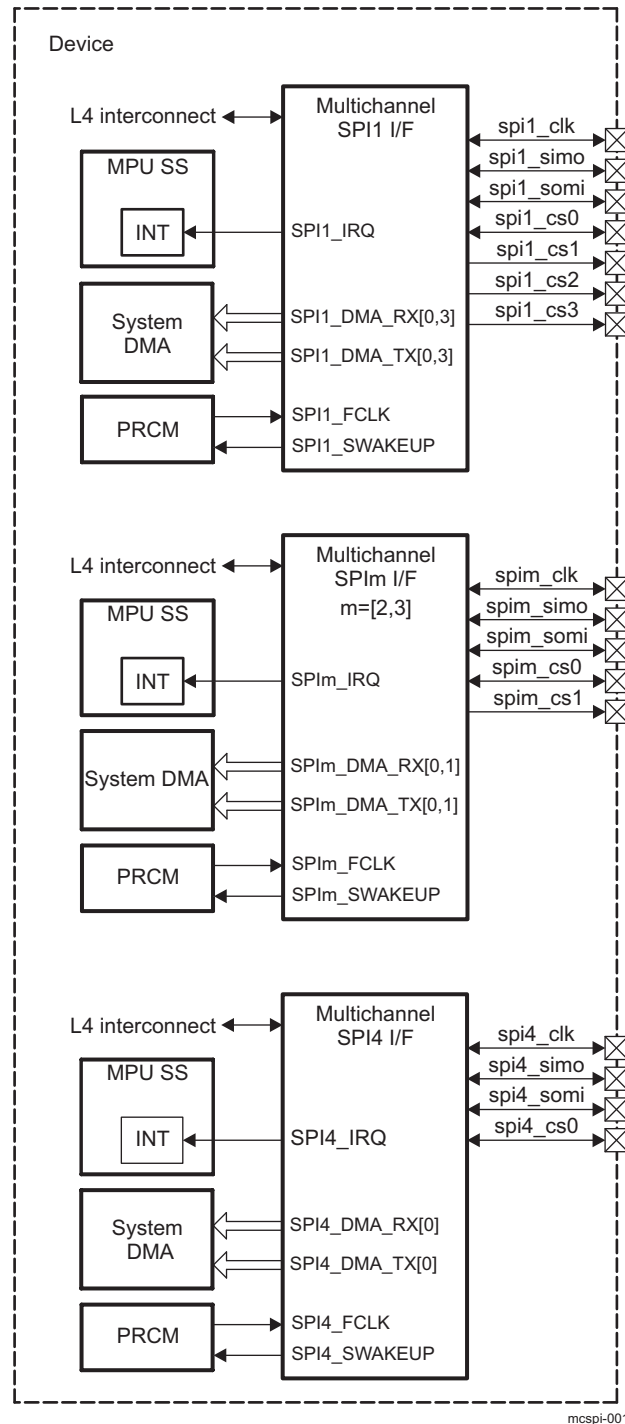 Device
L4 interconnect
Multichannel
SPI1 I/F
MPU SS
INT
SPI1_IRQ
System
DMA
SPI1_DMA_RX[0,3]
SPI1_DMA_TX[0,3]
PRCM
SPI1_FCLK
SPI1_SWAKEUP
spi1_clk
spi1_simo
spi1_somi
spi1_cs0
spi1_cs1
spi1_cs2
spi1_cs3
L4 interconnect
Multichannel
SPIm I/F
m=[2,3]
MPU SS
INT
SPIm_IRQ
System DMA
SPIm_DMA_RX[0,1]
SPIm_DMA_TX[0,1]
PRCM
SPIm_FCLK
SPIm_SWAKEUP
spim_clk
spim_simo
spim_somi
spim_cs0
spim_cs1
L4 interconnect
Multichannel
SPI4 I/F
MPU SS
INT
SPI4_IRQ
System
DMA
SPI4_DMA_RX[0]
SPI4_DMA_TX[0]
PRCM
SPI4_FCLK
SPI4_SWAKEUP
spi4_clk
spi4_simo
spi4_somi
spi4_cs0
mcspi-001